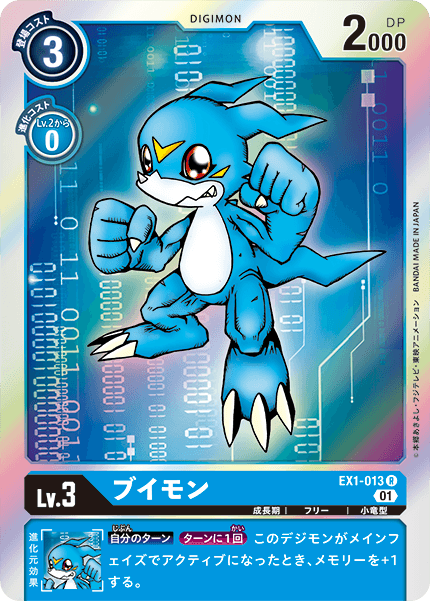 DIGIMON
登場コスト
3
DP
2000
進化コスト
Lv.2から
0
BANDAI MADE IN JAPAN
© 本郷あきよし・フジテレビ・東映アニメーション
EX1-013 R
01
Lv.3
ブイモン
成長期 | フリー | 小竜型
進化元効果
自分のターン ターンに1回 このデジモンがメインフ
ェイズでアクティブになったとき、メモリーを+1
する。
じぶん
かい